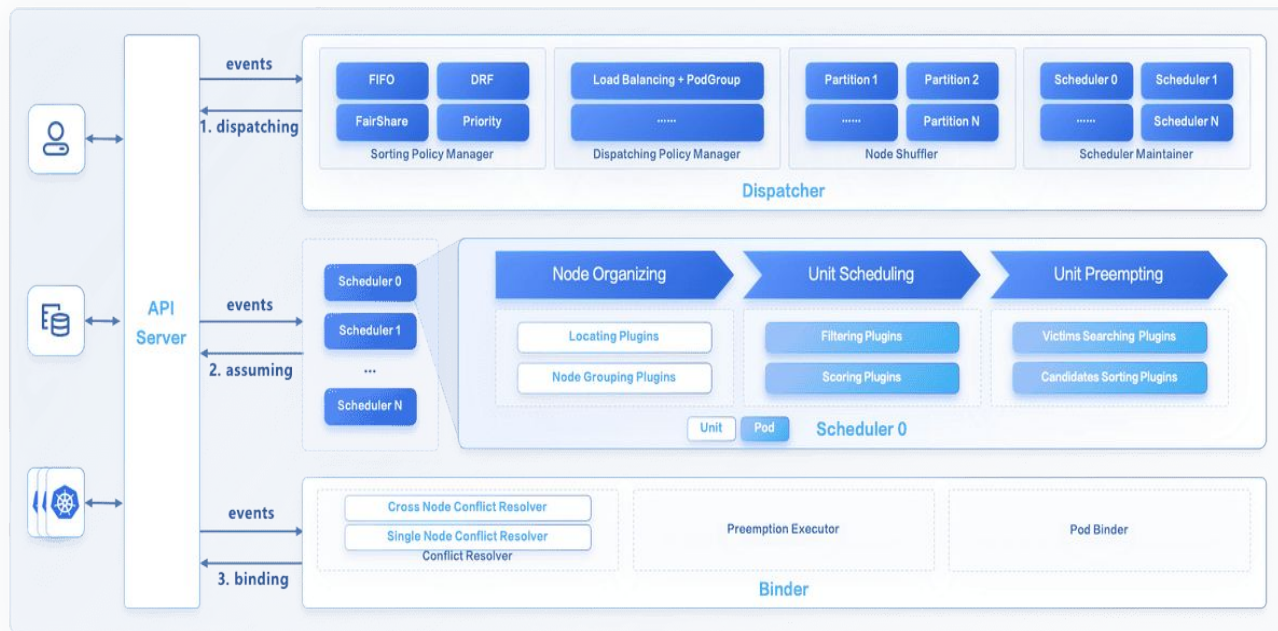 events
1. dispatching
FIFO
DRF
FairShare
Priority
Sorting Policy Manager
Load Balancing + PodGroup
......
Dispatching Policy Manager
Partition 1
Partition 2
......
Partition N
Node Shuffler
Scheduler 0
Scheduler 1
......
Scheduler N
Scheduler Maintainer
Dispatcher
API
Server
events
2. assuming
Scheduler 0
Scheduler 1
...
Scheduler N
Node Organizing
Unit Scheduling
Unit Preempting
Locating Plugins
Node Grouping Plugins
Filtering Plugins
Scoring Plugins
Victims Searching Plugins
Candidates Sorting Plugins
Unit
Pod
Scheduler 0
events
3. binding
Cross Node Conflict Resolver
Single Node Conflict Resolver
Conflict Resolver
Preemption Executor
Pod Binder
Binder